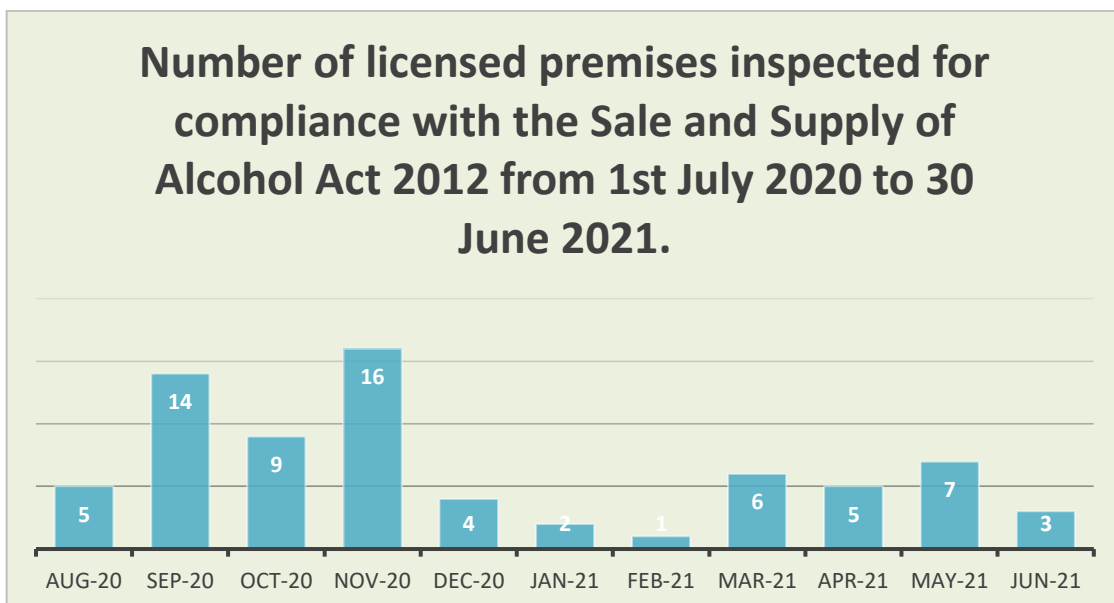 Number of licensed premises inspected for
compliance with the Sale and Supply of
Alcohol Act 2012 from 1st July 2020 to 30
June 2021.
5 14 9 16 4 2 1 6 5 7 3
AUG-20 SEP-20 OCT-20 NOV-20 DEC-20 JAN-21 FEB-21 MAR-21 APR-21 MAY-21 JUN-21